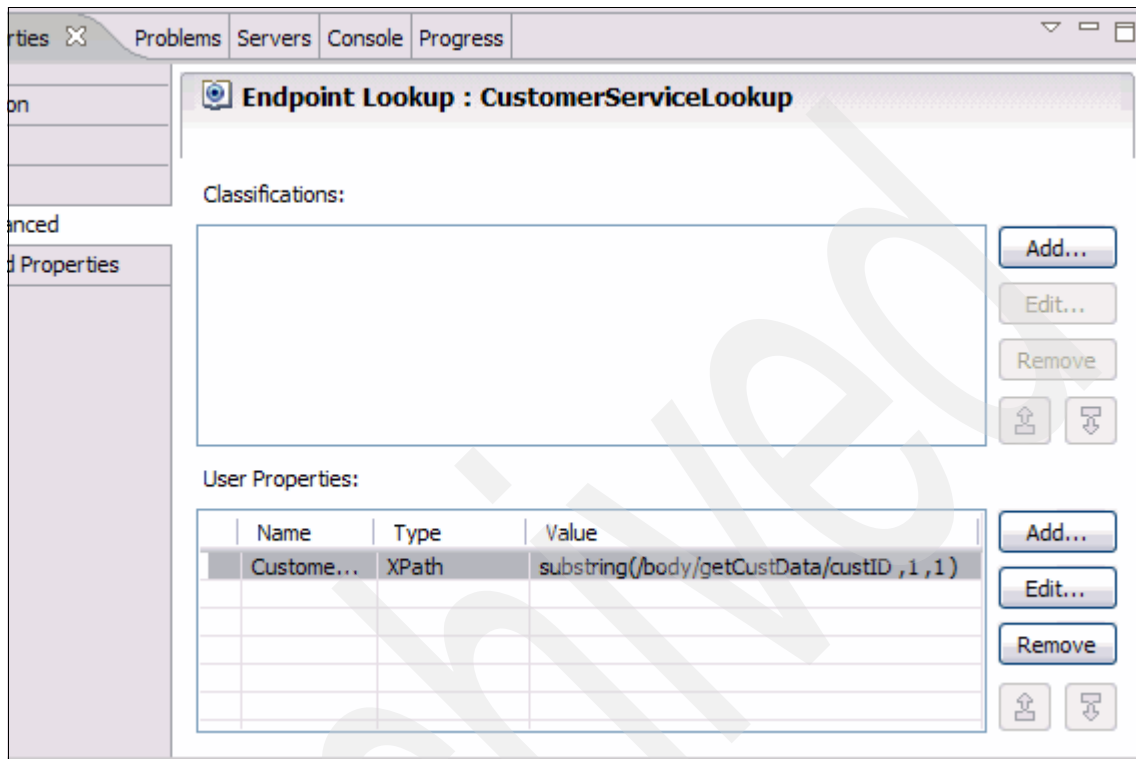 rties Problems Servers Console Progress
on
Endpoint Lookup : CustomerServiceLookup
anced
d Properties
Classifications:
Add...
Edit...
Remove
User Properties:
Name Type Value
Custome... XPath substring(/body/getCustData/custID ,1 ,1)
Add...
Edit...
Remove
hived